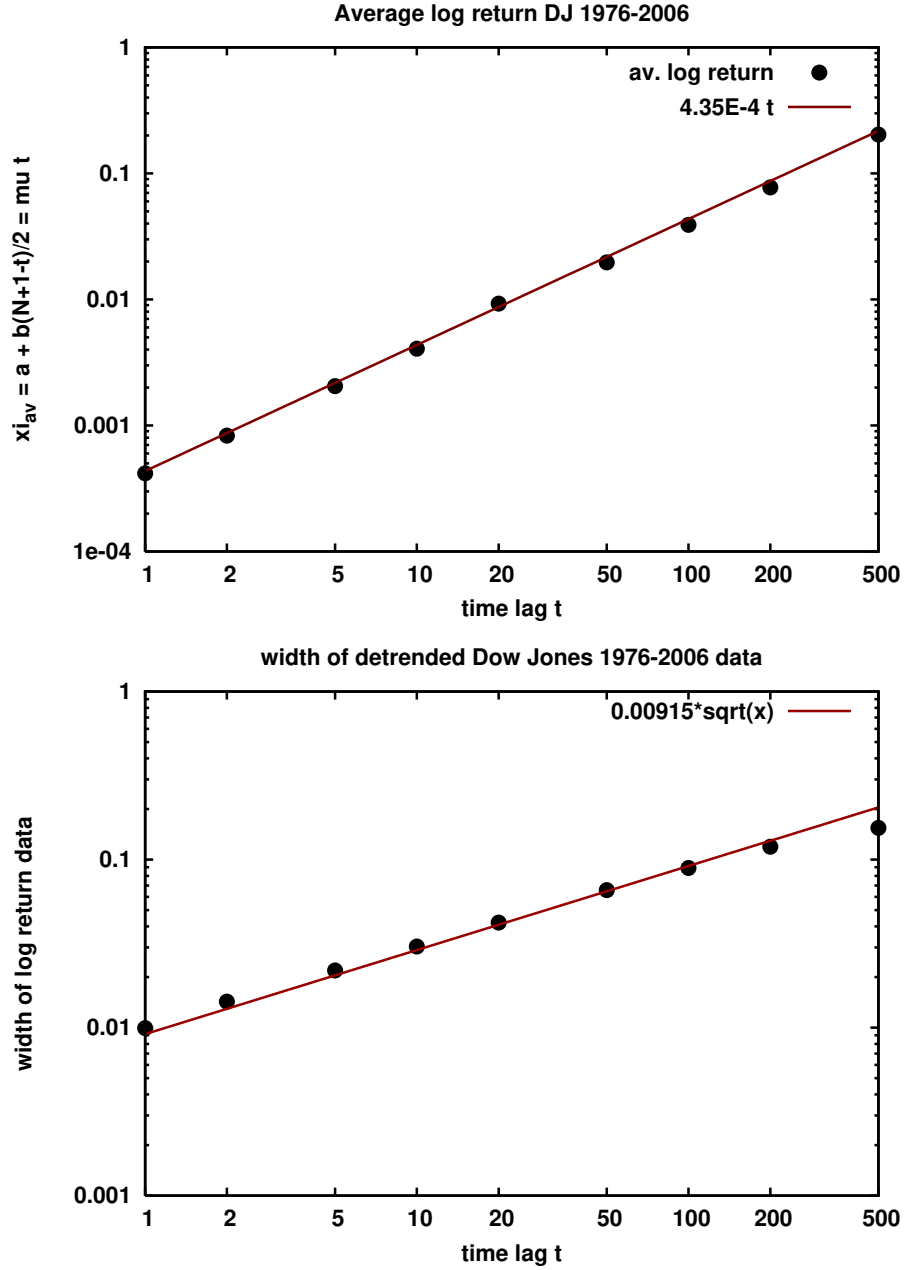 Average log return DJ 1976-2006
xi_av = a + b(N+1-t)/2 = mu t
1
0.1
0.01
0.001
1e-04
av. log return
4.35E-4 t
1 2 5 10 20 50 100 200 500
time lag t
width of detrended Dow Jones 1976-2006 data
width of log return data
1
0.1
0.01
0.001
0.00915*sqrt(x)
1 2 5 10 20 50 100 200 500
time lag t